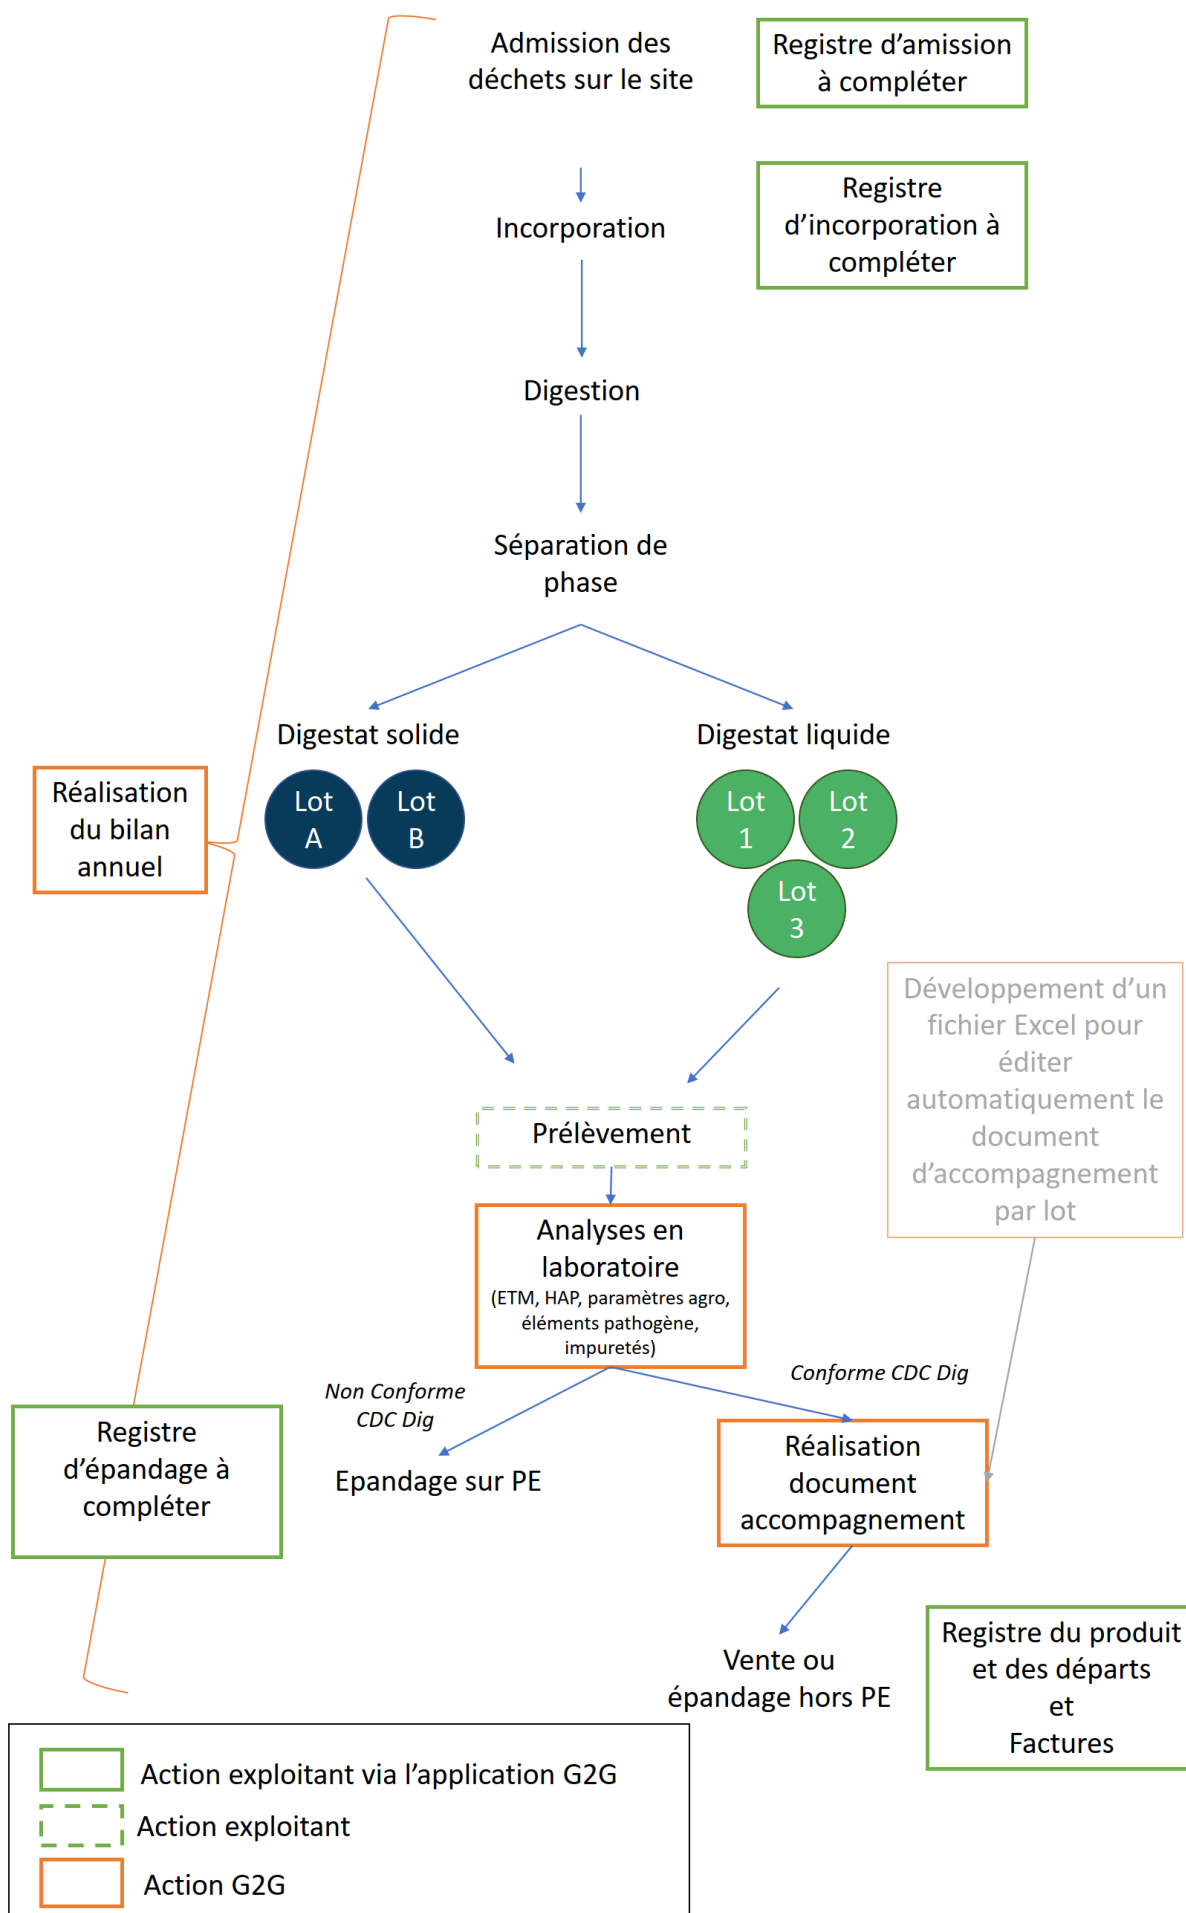 Admission des
déchets sur le site
Registre d'amission
à compléter
Registre
d'incorporation à
compléter
Incorporation
Digestion
Séparation de
phase
Digestat solide
Digestat liquide
Lot
A
Lot
B
Lot
1
Lot
2
Lot
3
Réalisation
du bilan
annuel
Développement d'un
fichier Excel pour
éditer
automatiquement le
document
d'accompagnement
par lot
Prélèvement
Analyses en
laboratoire
(ETM, HAP, paramètres agro,
éléments pathogène,
impuretés)
Non Conforme
CDC Dig
Conforme CDC Dig
Registre
d'épandage à
compléter
Epandage sur PE
Réalisation
document
accompagnement
Vente ou
épandage hors PE
Registre du produit
et des départs
et
Factures
Action exploitant via l'application G2G
Action exploitant
Action G2G